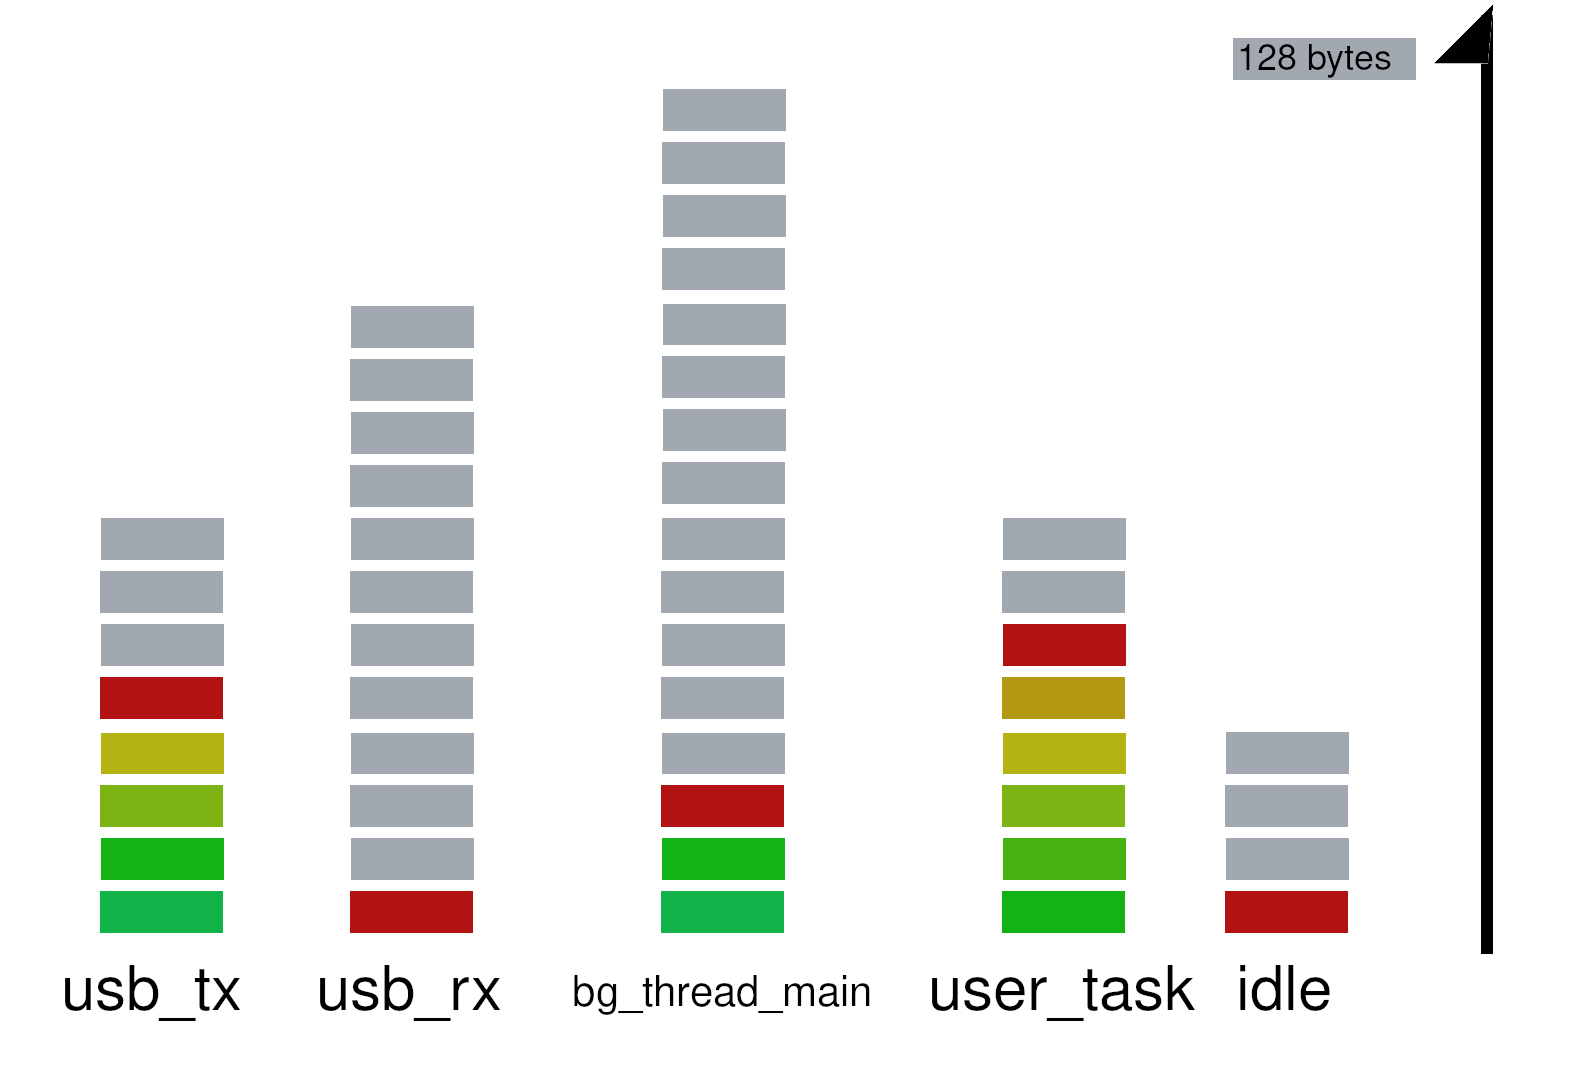 128 bytes
usb_tx
usb_rx
bg_thread_main
user_task
idle